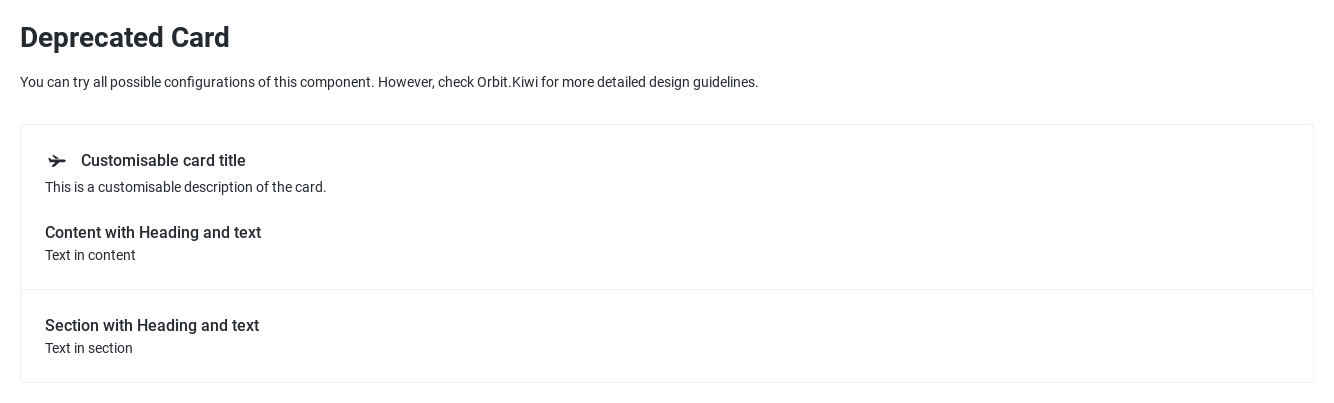 Deprecated Card
You can try all possible configurations of this component. However, check Orbit.Kiwi for more detailed design guidelines.
Customisable card title
This is a customisable description of the card.
Content with Heading and text
Text in content
Section with Heading and text
Text in section